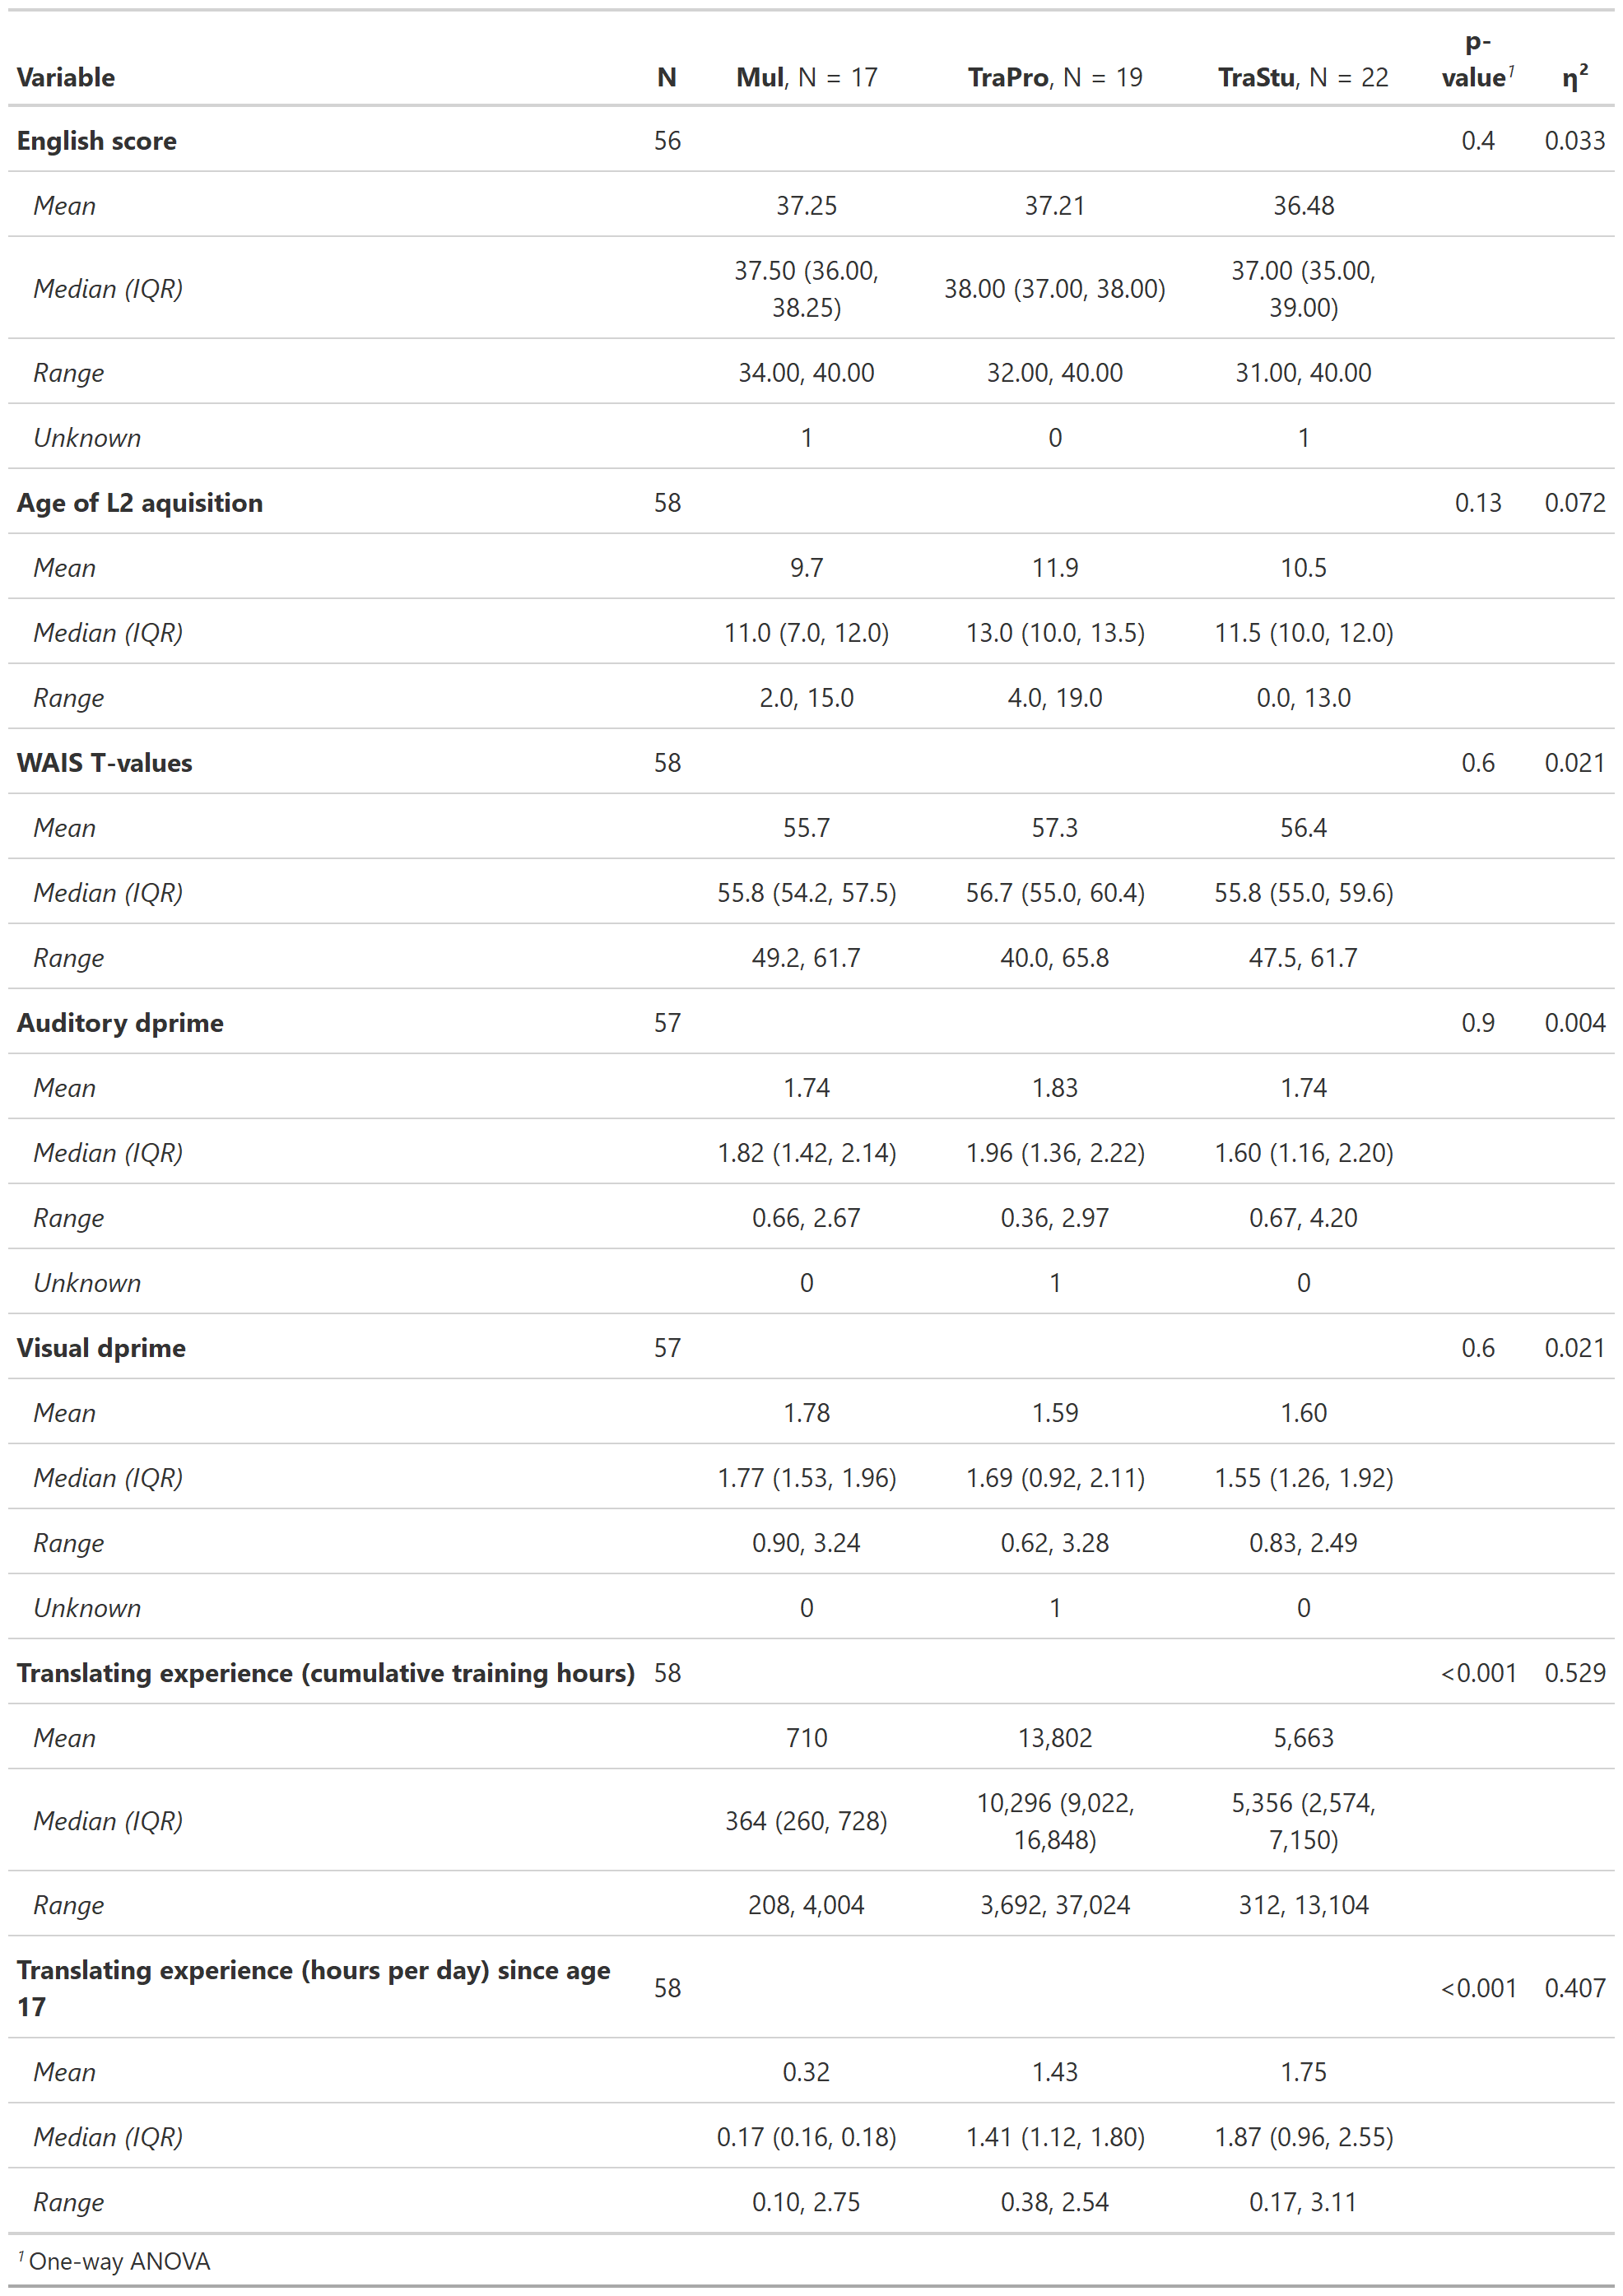 Variable N Mul, N = 17 TraPro, N = 19 TraStu, N = 22 p-value¹ η²
English score 56 0.4 0.033
Mean 37.25 37.21 36.48
Median (IQR) 37.50 (36.00, 38.25) 38.00 (37.00, 38.00) 37.00 (35.00, 39.00)
Range 34.00, 40.00 32.00, 40.00 31.00, 40.00
Unknown 1 0 1
Age of L2 aquisition 58 0.13 0.072
Mean 9.7 11.9 10.5
Median (IQR) 11.0 (7.0, 12.0) 13.0 (10.0, 13.5) 11.5 (10.0, 12.0)
Range 2.0, 15.0 4.0, 19.0 0.0, 13.0
WAIS T-values 58 0.6 0.021
Mean 55.7 57.3 56.4
Median (IQR) 55.8 (54.2, 57.5) 56.7 (55.0, 60.4) 55.8 (55.0, 59.6)
Range 49.2, 61.7 40.0, 65.8 47.5, 61.7
Auditory dprime 57 0.9 0.004
Mean 1.74 1.83 1.74
Median (IQR) 1.82 (1.42, 2.14) 1.96 (1.36, 2.22) 1.60 (1.16, 2.20)
Range 0.66, 2.67 0.36, 2.97 0.67, 4.20
Unknown 0 1 0
Visual dprime 57 0.6 0.021
Mean 1.78 1.59 1.60
Median (IQR) 1.77 (1.53, 1.96) 1.69 (0.92, 2.11) 1.55 (1.26, 1.92)
Range 0.90, 3.24 0.62, 3.28 0.83, 2.49
Unknown 0 1 0
Translating experience (cumulative training hours) 58 <0.001 0.529
Mean 710 13,802 5,663
Median (IQR) 364 (260, 728) 10,296 (9,022, 16,848) 5,356 (2,574, 7,150)
Range 208, 4,004 3,692, 37,024 312, 13,104
Translating experience (hours per day) since age 17 58 <0.001 0.407
Mean 0.32 1.43 1.75
Median (IQR) 0.17 (0.16, 0.18) 1.41 (1.12, 1.80) 1.87 (0.96, 2.55)
Range 0.10, 2.75 0.38, 2.54 0.17, 3.11
¹ One-way ANOVA